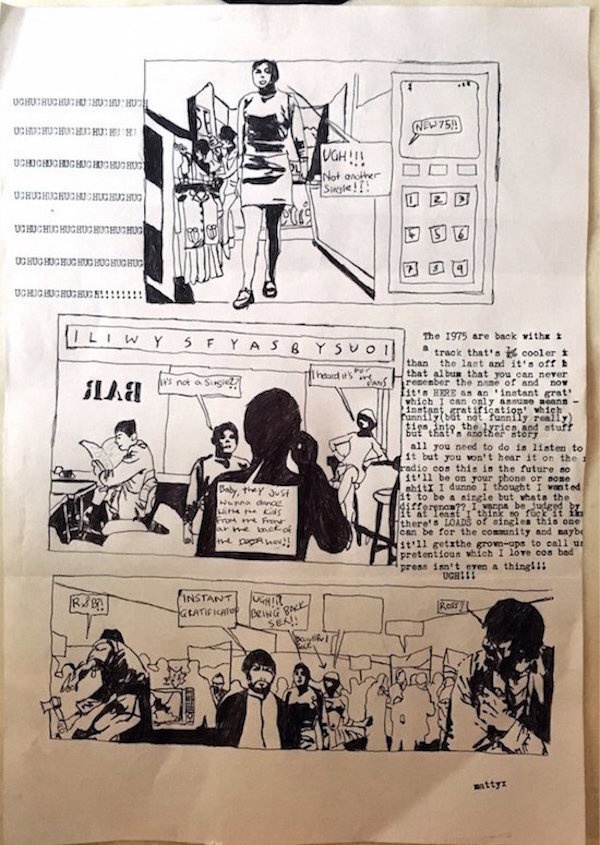 UGHUGHUGHUGHUGHUGHUGHUGH
UGHUGHUGHUGHUGHUGHUGH
UGHUGHUGHUGHUGHUGHUGHUGH
UGHUGHUGHUGHUGHUGHUGHUGH
UGHUGHUGHUGHUGHUGHUGHUGH
UGHUGHUGHUGHUGHUGHUGHUGH
UGHUGHUGHUGHUGH!!!!!!!!
UGH!!!
Not another
Single!?!
NEW 75!!
1 2 3
4 5 6
7 8 9
ILIWYSFYASBYSUOI
BAR
it's not a Single?
I heard it's for
the FANS
Baby, they Just
wanna dance
with the kids
from the front
at the back of
the room
The 1975 are back with
a
track that's cooler
than the last and it's off
that album that you can never
remember the name of and now
it's HERE as an 'instant grat'
which I can only assume means -
'instant gratification' which
funnily(but not funnily really)
ties into the lyrics and stuff
but that's another story
all you need to do is listen to
it but you won't hear it on the
radio cos this is the future so
it'll be on your phone or some
shit I dunno I thought I wanted
it to be a single but whats the
difference?? I wanna be judged by
it at least I think so fuck it
there's LOADS of singles this one
can be for the community and maybe
it'll get the grown-ups to call us
pretentious which I love cos bad
press isn't even a thing!!!
UGH!!!
R&B?!
INSTANT
GRATIFICATION
UGH!!!
BRING BACK
SEX!!
beautiful
ROSS?
mattyx